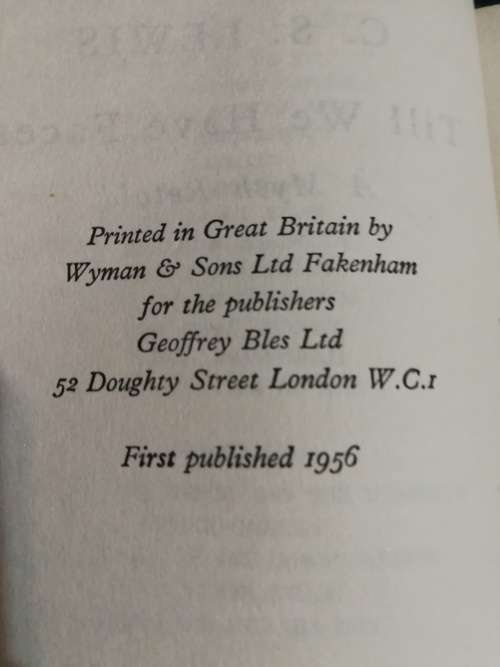 Printed in Great Britain by
Wyman & Sons Ltd Fakenham
for the publishers
Geoffrey Bles Ltd
52 Doughty Street London W.C.1
First published 1956